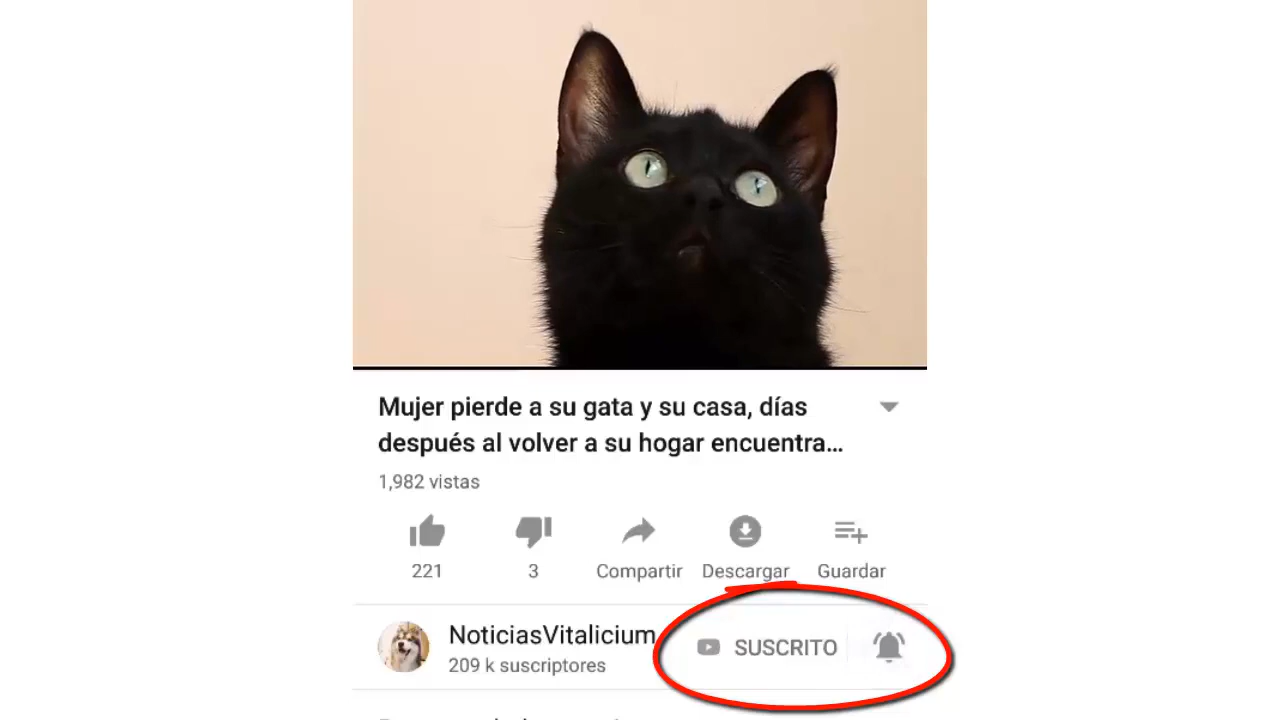 Mujer pierde a su gata y su casa, días
después al volver a su hogar encuentra...
1,982 vistas
221 3 Compartir Descargar Guardar
NoticiasVitalicium SUSCRITO
209 k suscriptores